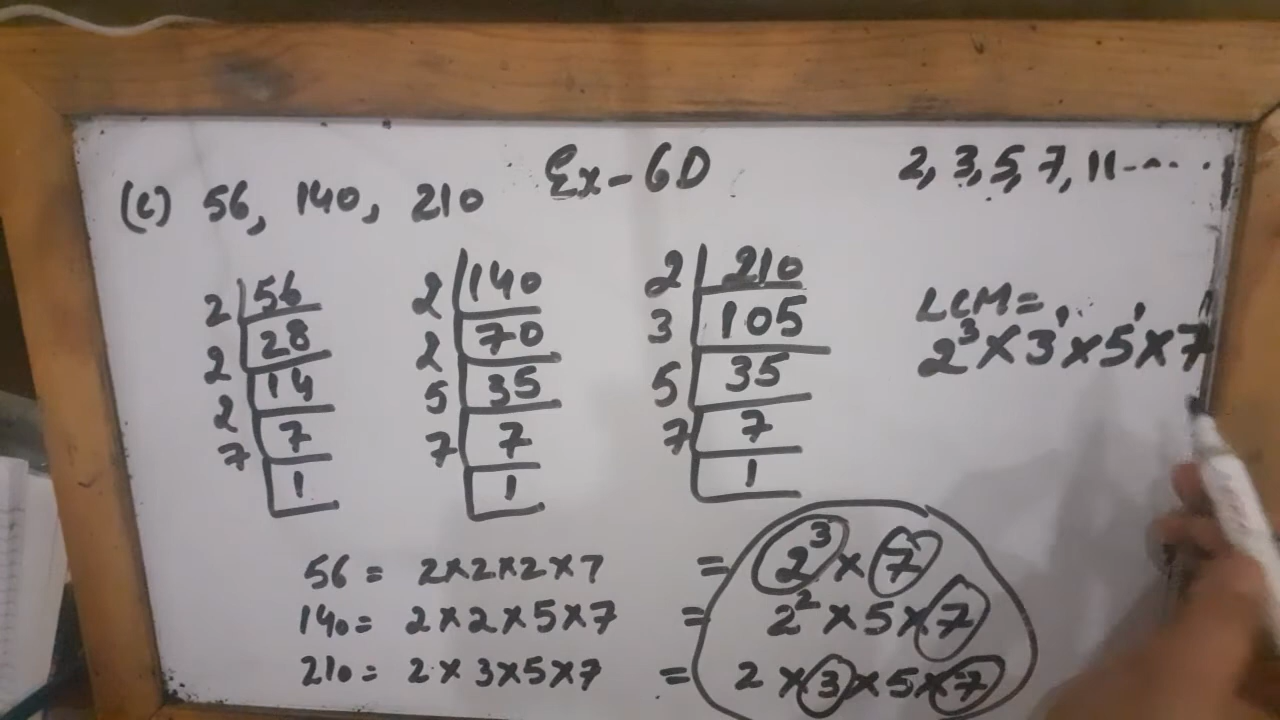 Ex-6D
2, 3, 5, 7, 11-----
(c) 56, 140, 210
2 56
2 28
2 14
7 7
1
2 140
2 70
5 35
7 7
1
2 210
3 105
5 35
7 7
1
LCM=
2³×3¹×5¹×7
56 = 2×2×2×7 = 2³×7
140= 2×2×5×7 = 2²×5×7
210= 2×3×5×7 = 2×3×5×7